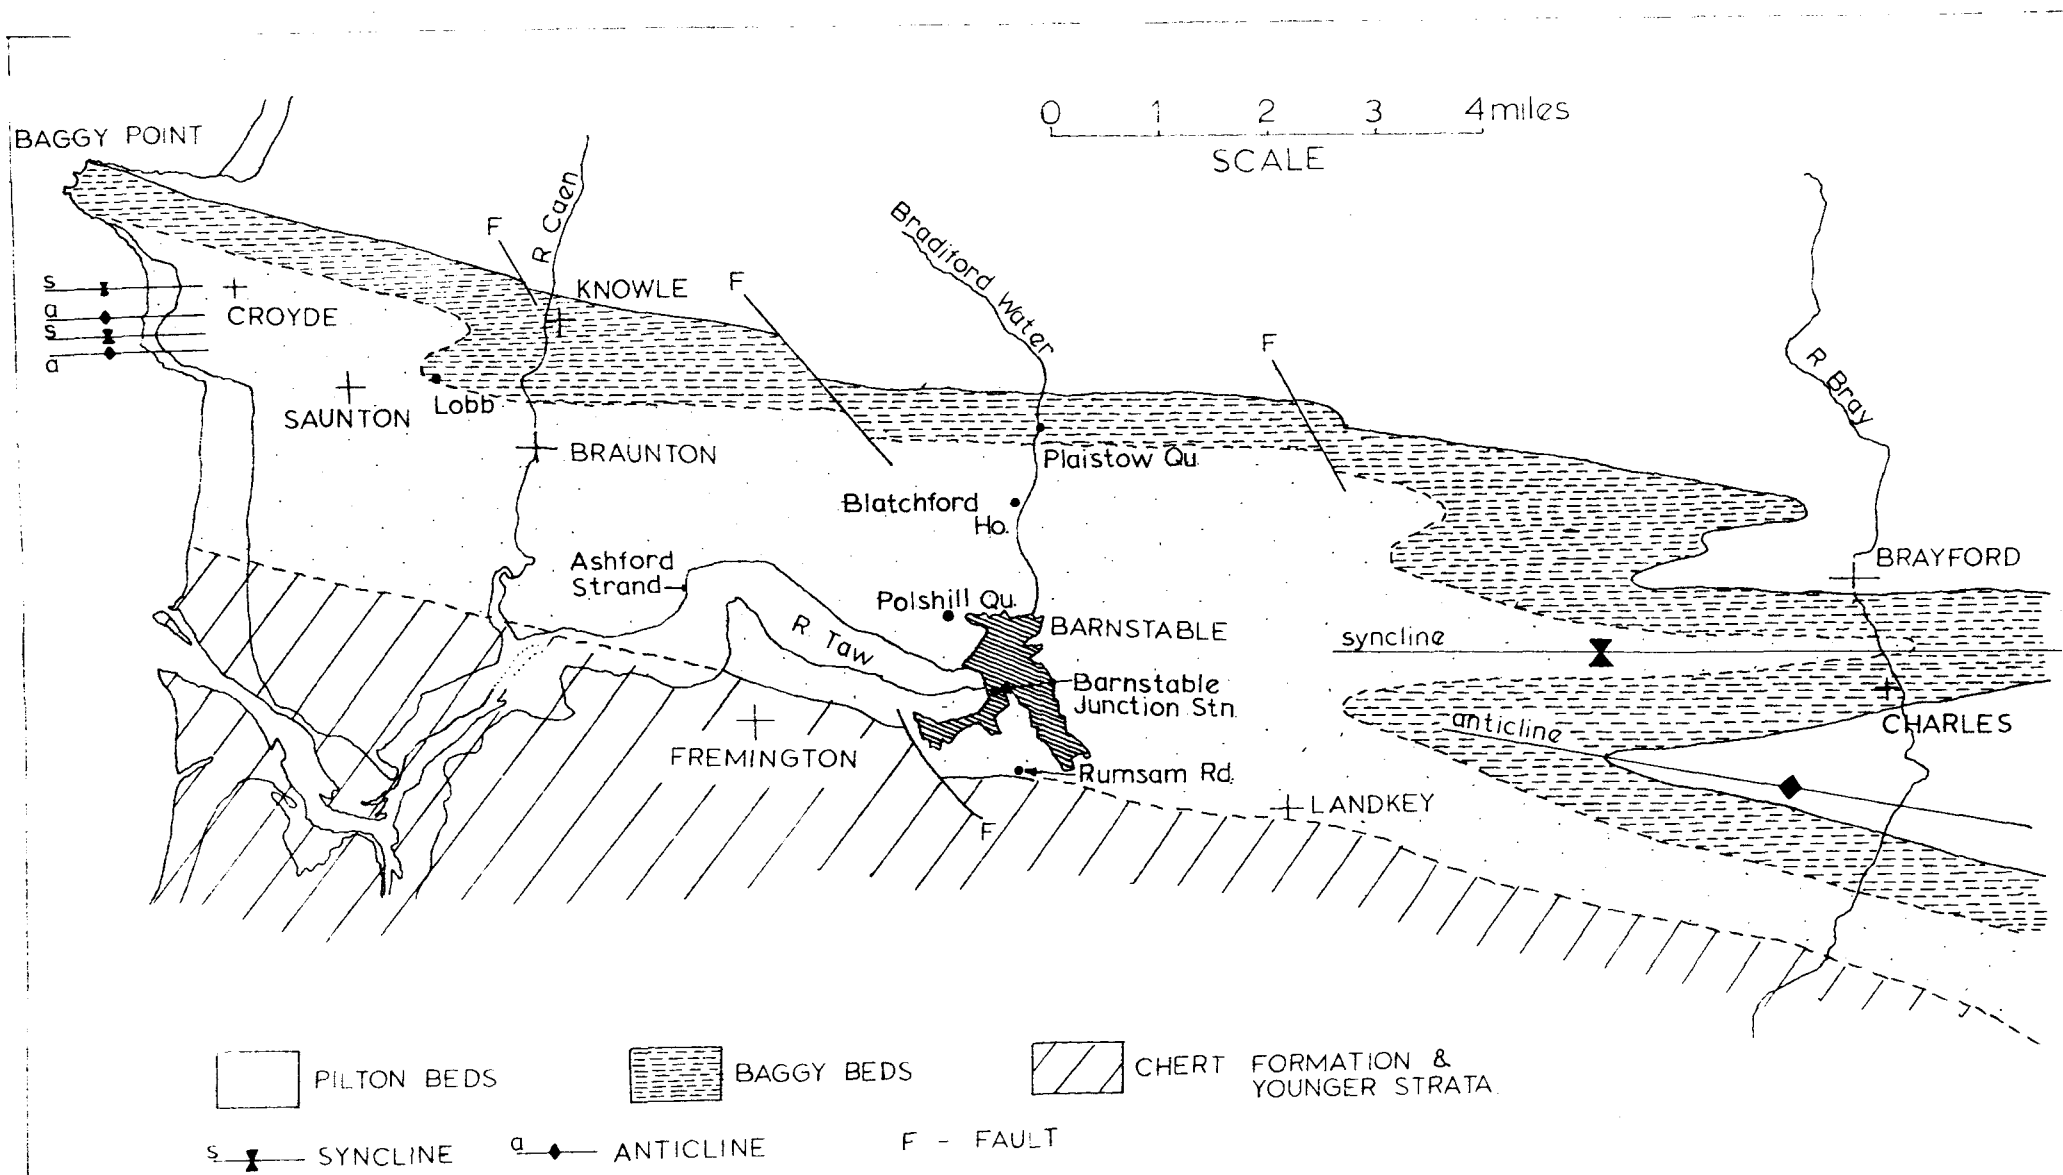 0 1 2 3 4 miles
SCALE
BAGGY POINT
R Caen
F
Bradiford Water
F
KNOWLE
s
a
s
a
CROYDE
F
R Bray
SAUNTON
Lobb
BRAUNTON
Plaistow Qu.
Blatchford
Ho.
Ashford
Strand
BRAYFORD
Polshill Qu.
R. Taw
BARNSTABLE
syncline
Barnstable
Junction Stn.
anticline
CHARLES
FREMINGTON
Rumsam Rd.
LANDKEY
F
PILTON BEDS
BAGGY BEDS
CHERT FORMATION &
YOUNGER STRATA.
s SYNCLINE
a ANTICLINE
F - FAULT